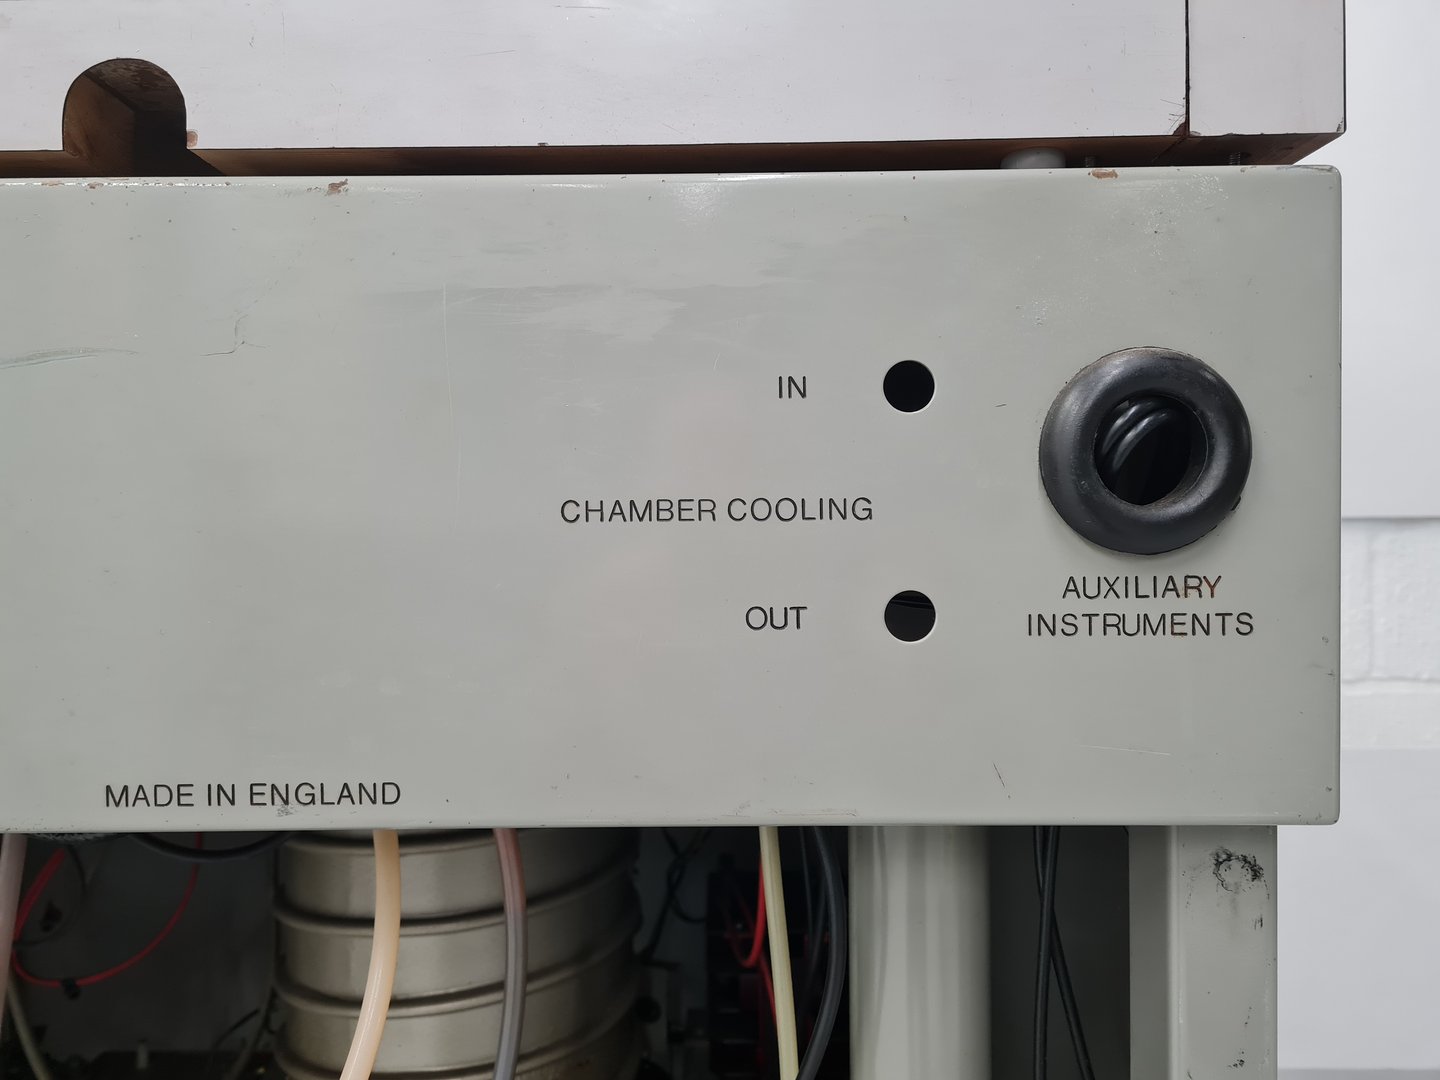 IN
CHAMBER COOLING
OUT
AUXILIARY
INSTRUMENTS
MADE IN ENGLAND